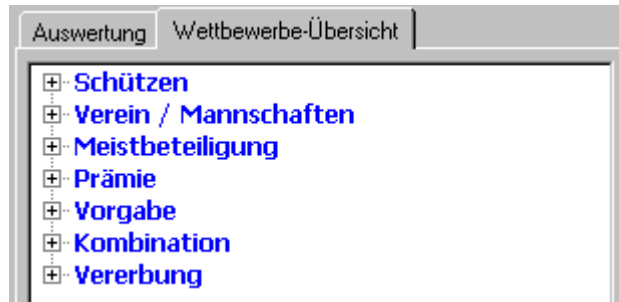 Auswertung Wettbewerbe-Übersicht
Schützen
Verein / Mannschaften
Meistbeteiligung
Prämie
Vorgabe
Kombination
Vererbung